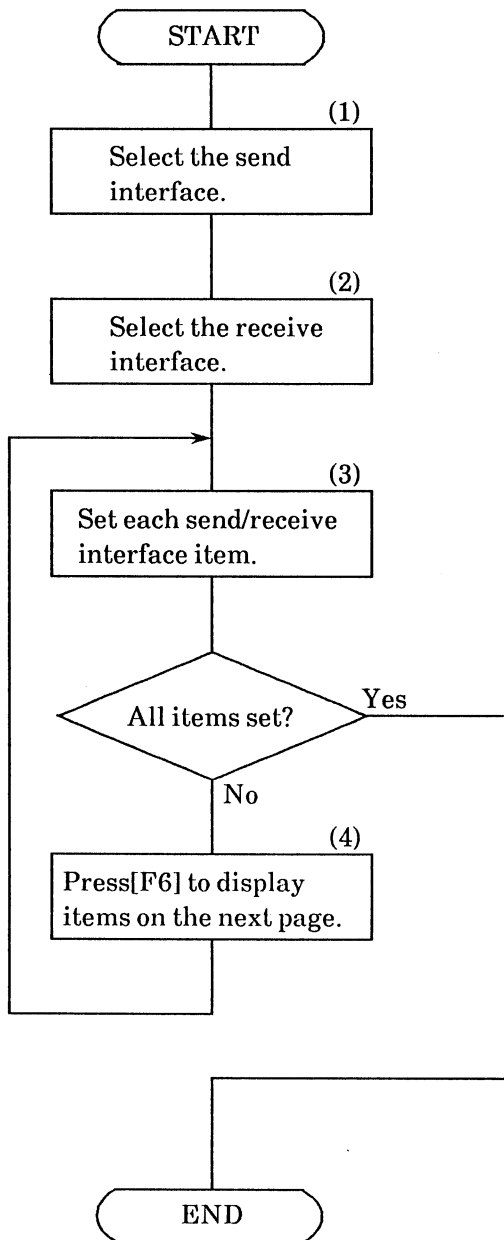 START
(1)
Select the send
interface.
(2)
Select the receive
interface.
(3)
Set each send/receive
interface item.
All items set?
Yes
No
(4)
Press[F6] to display
items on the next page.
END